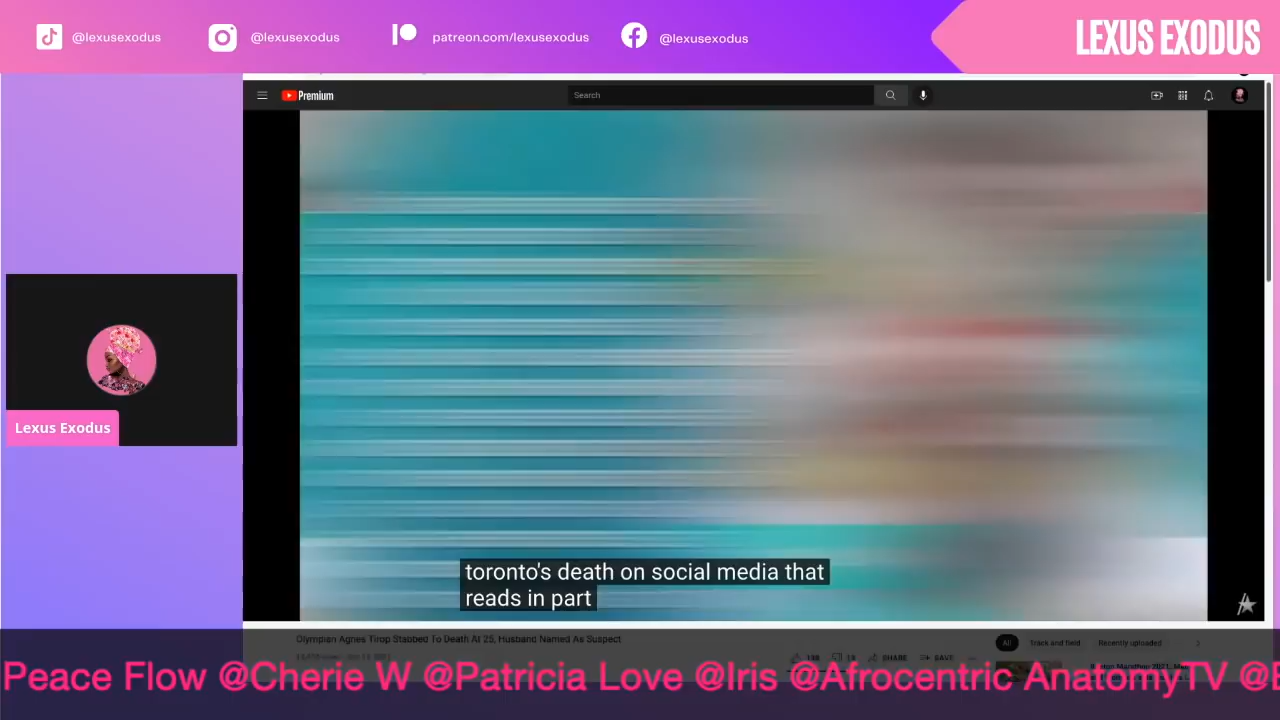 @lexusexodus @lexusexodus patreon.com/lexusexodus @lexusexodus LEXUS EXODUS
Premium Search
Lexus Exodus
toronto's death on social media that
reads in part
Olympian Agnes Tirop Stabbed To Death At 25, Husband Named As Suspect
All Track and field Recently uploaded
138 13 SHARE SAVE
Peace Flow @Cherie W @Patricia Love @Iris @Afrocentric AnatomyTV